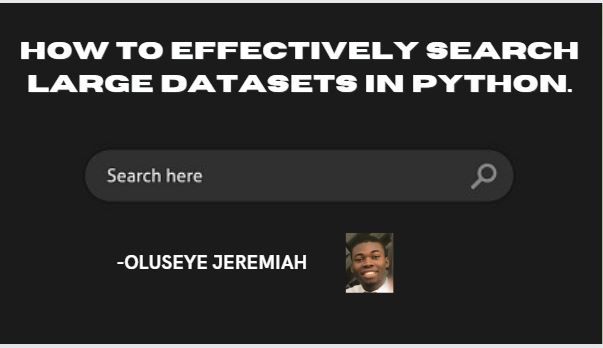 HOW TO EFFECTIVELY SEARCH
LARGE DATASETS IN PYTHON.
Search here
-OLUSEYE JEREMIAH